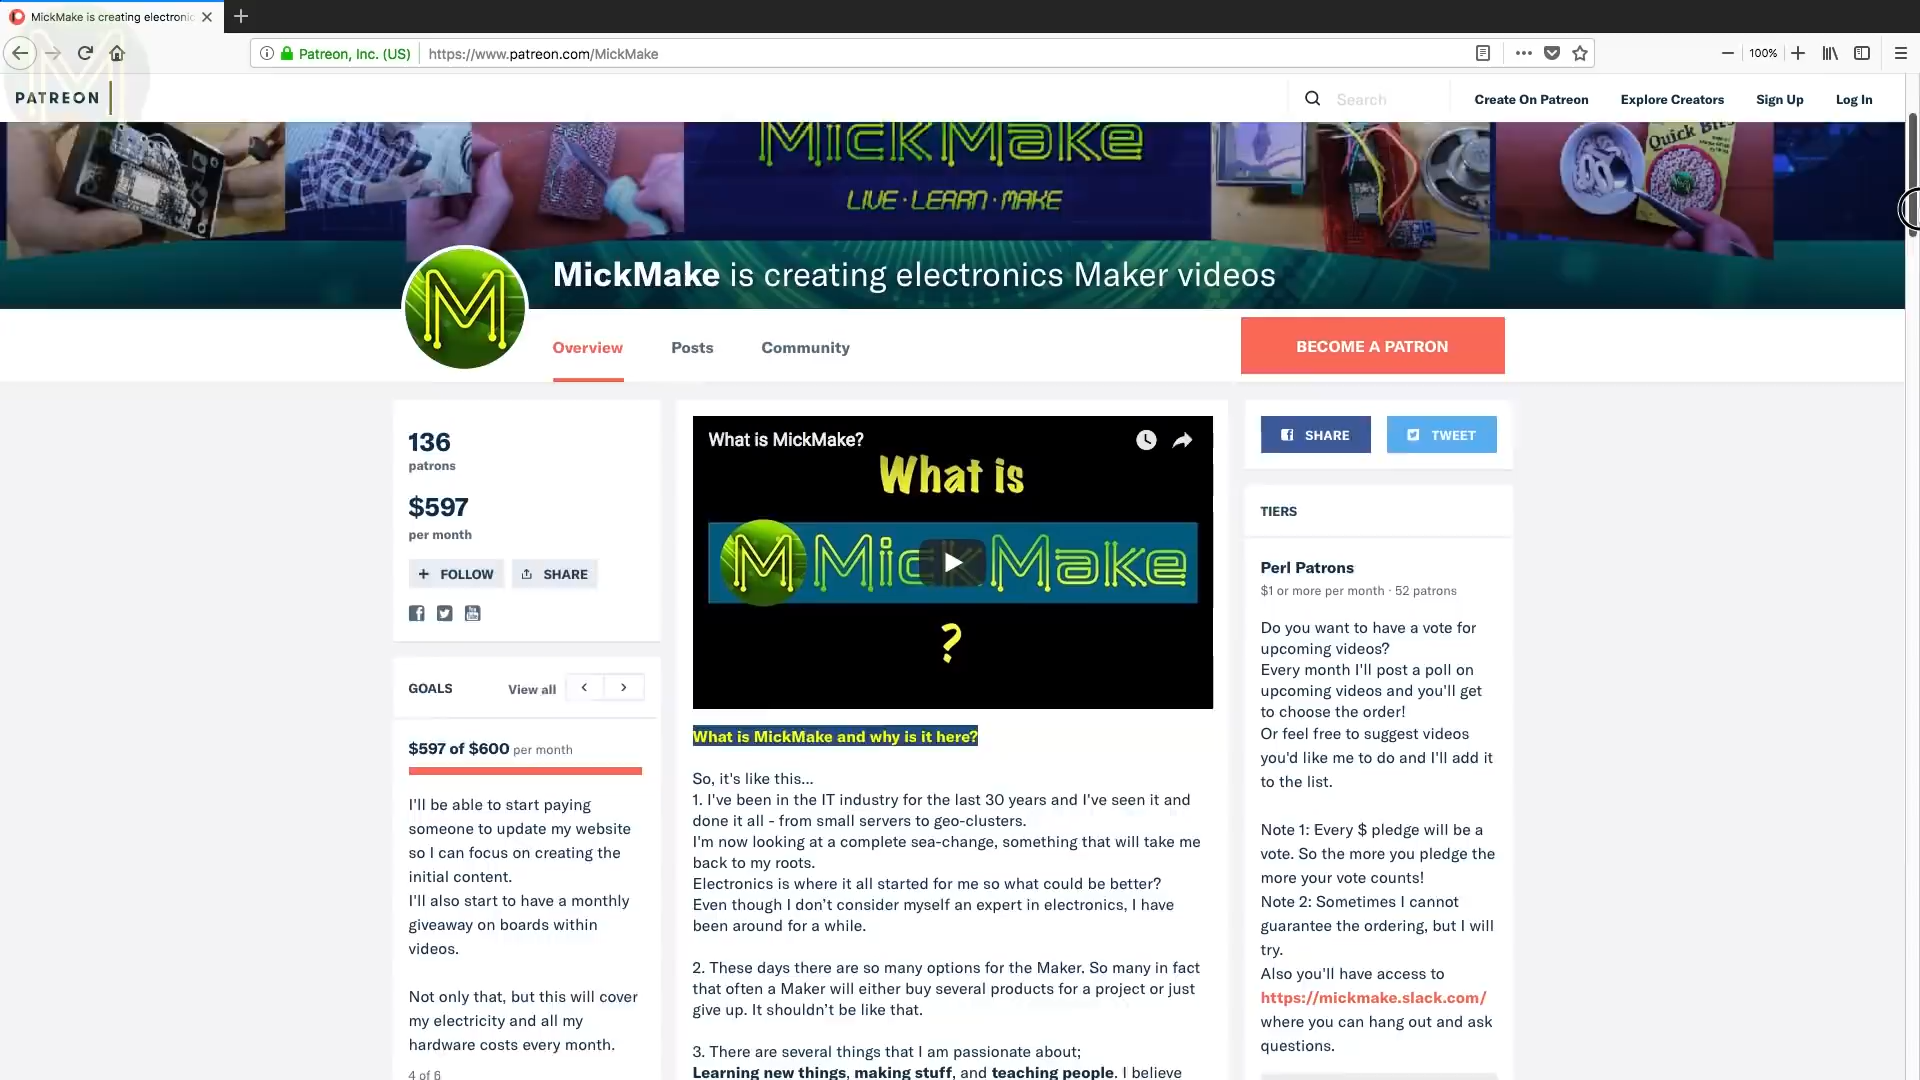 MickMake is creating electronic
Patreon, Inc. (US)
https://www.patreon.com/MickMake
100%
PATREON
Search
Create On Patreon
Explore Creators
Sign Up
Log In
Quick Bit
MickMake
LIVE · LEARN · MAKE
MickMake is creating electronics Maker videos
Overview
Posts
Community
BECOME A PATRON
136
patrons
$597
per month
FOLLOW
SHARE
GOALS
View all
$597 of $600 per month
I'll be able to start paying
someone to update my website
so I can focus on creating the
initial content.
I'll also start to have a monthly
giveaway on boards within
videos.
Not only that, but this will cover
my electricity and all my
hardware costs every month.
4 of 6
What is MickMake?
What is
M MickMake
?
What is MickMake and why is it here?
So, it's like this...
1. I've been in the IT industry for the last 30 years and I've seen it and
done it all - from small servers to geo-clusters.
I'm now looking at a complete sea-change, something that will take me
back to my roots.
Electronics is where it all started for me so what could be better?
Even though I don’t consider myself an expert in electronics, I have
been around for a while.
2. These days there are so many options for the Maker. So many in fact
that often a Maker will either buy several products for a project or just
give up. It shouldn’t be like that.
3. There are several things that I am passionate about;
Learning new things, making stuff, and teaching people. I believe
SHARE
TWEET
TIERS
Perl Patrons
$1 or more per month · 52 patrons
Do you want to have a vote for
upcoming videos?
Every month I'll post a poll on
upcoming videos and you'll get
to choose the order!
Or feel free to suggest videos
you'd like me to do and I'll add it
to the list.
Note 1: Every $ pledge will be a
vote. So the more you pledge the
more your vote counts!
Note 2: Sometimes I cannot
guarantee the ordering, but I will
try.
Also you'll have access to
https://mickmake.slack.com/
where you can hang out and ask
questions.